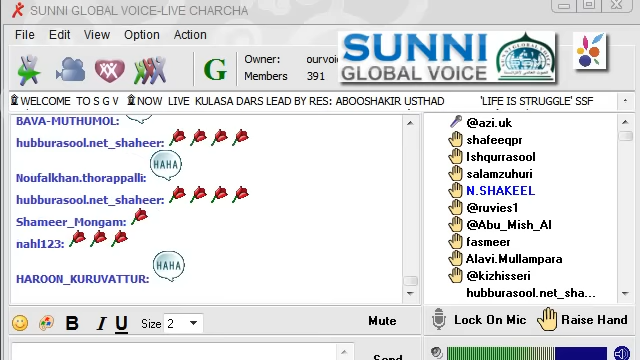 SUNNI GLOBAL VOICE-LIVE CHARCHA
File Edit View Option Action
G
Owner: ourvoi
Members 391
SUNNI
GLOBAL VOICE
WELCOME TO S G V NOW LIVE KULASA DARS LEAD BY RES: ABOOSHAKIR USTHAD 'LIFE IS STRUGGLE' SSF
BAVA-MUTHUMOL:
hubburasool.net_shaheer:
HAHA
Noufalkhan.thorappalli:
hubburasool.net_shaheer:
Shameer_Mongam:
nahl123:
HAHA
HAROON_KURUVATTUR:
@azi.uk
shafeeqpr
Ishqurrasool
salamzuhuri
N.SHAKEEL
@ruvies1
@Abu_Mish_Al
fasmeer
Alavi.Mullampara
@kizhisseri
hubburasool.net_sha...
B I U Size 2 Mute
Lock On Mic Raise Hand
Send